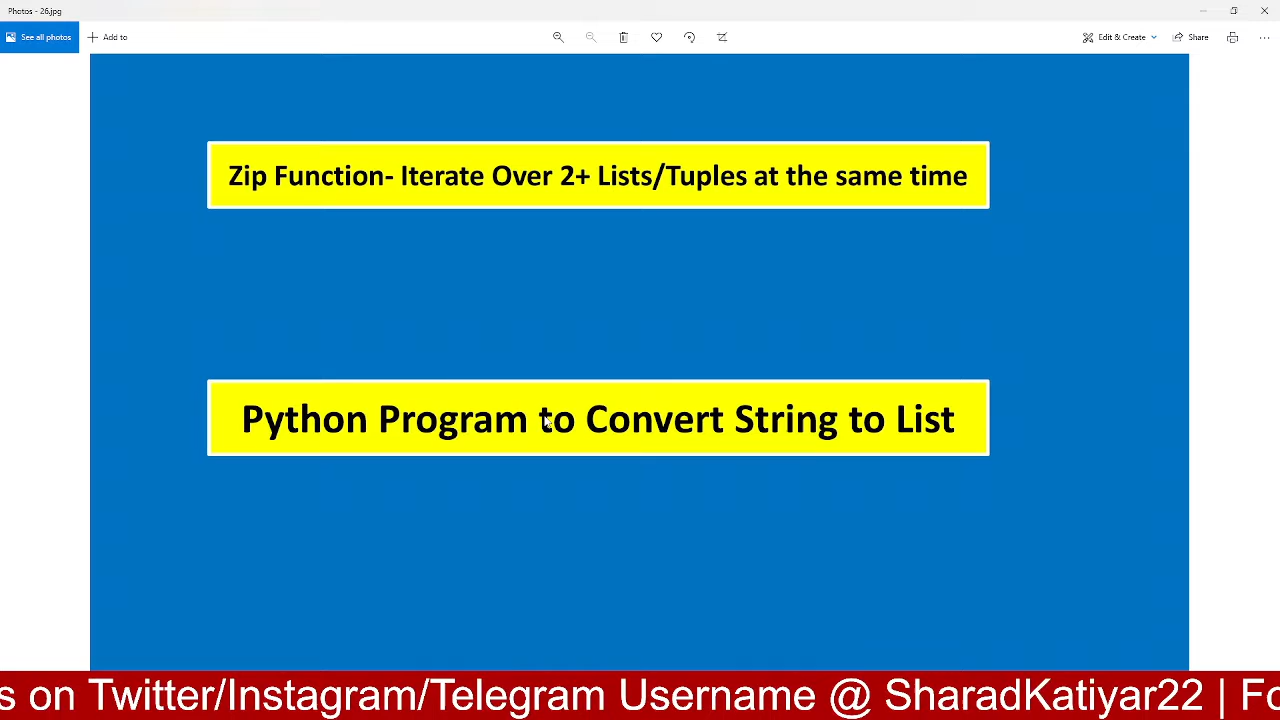 Photos - 26.jpg
See all photos
Add to
Edit & Create
Share
Zip Function- Iterate Over 2+ Lists/Tuples at the same time
Python Program to Convert String to List
s on Twitter/Instagram/Telegram Username @ SharadKatiyar22 | Fo